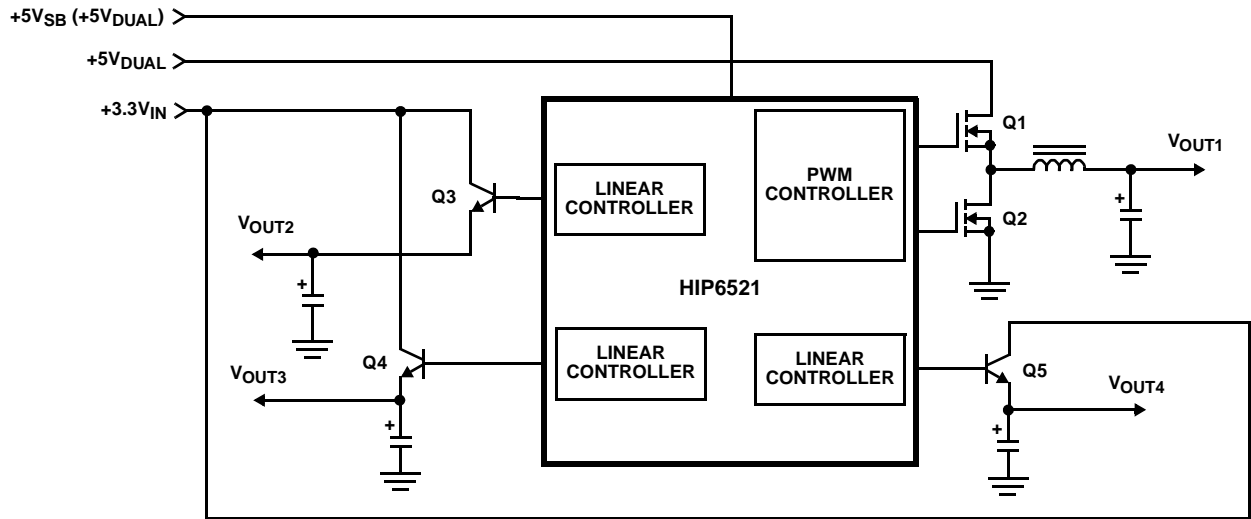 +5VSB (+5VDUAL)
+5VDUAL
+3.3VIN
Q1
VOUT1
PWM
CONTROLLER
LINEAR
CONTROLLER
Q3
+
Q2
VOUT2
HIP6521
+
LINEAR
CONTROLLER
LINEAR
CONTROLLER
Q4
Q5
VOUT3
VOUT4
+
+